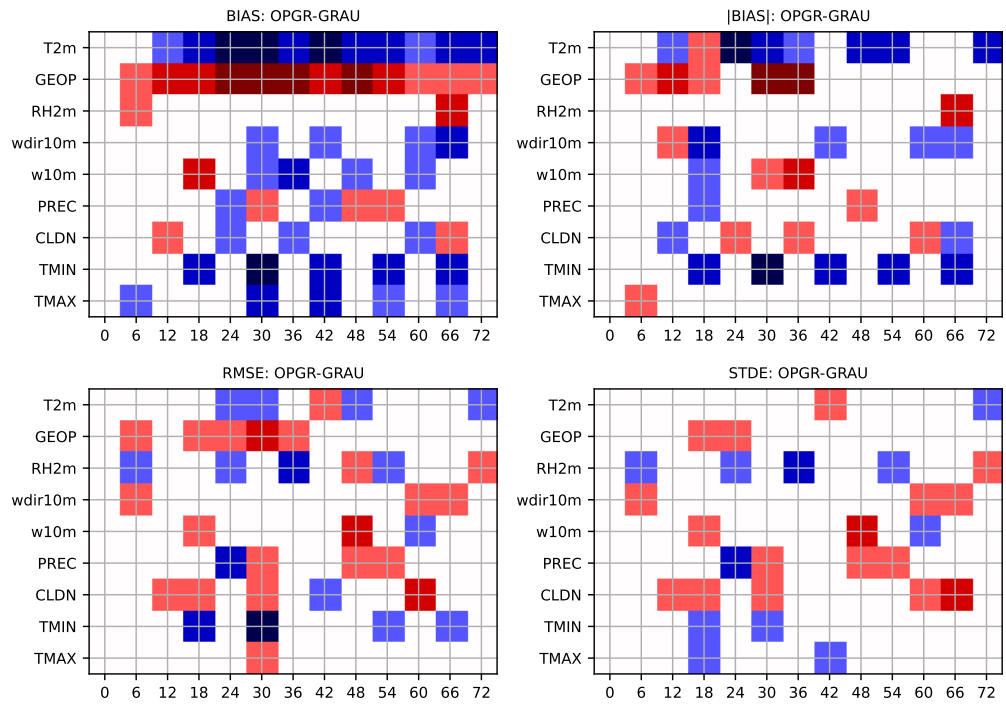 BIAS: OPGR-GRAU
T2m
GEOP
RH2m
wdir10m
w10m
PREC
CLDN
TMIN
TMAX
0 6 12 18 24 30 36 42 48 54 60 66 72
|BIAS|: OPGR-GRAU
T2m
GEOP
RH2m
wdir10m
w10m
PREC
CLDN
TMIN
TMAX
0 6 12 18 24 30 36 42 48 54 60 66 72
RMSE: OPGR-GRAU
T2m
GEOP
RH2m
wdir10m
w10m
PREC
CLDN
TMIN
TMAX
0 6 12 18 24 30 36 42 48 54 60 66 72
STDE: OPGR-GRAU
T2m
GEOP
RH2m
wdir10m
w10m
PREC
CLDN
TMIN
TMAX
0 6 12 18 24 30 36 42 48 54 60 66 72